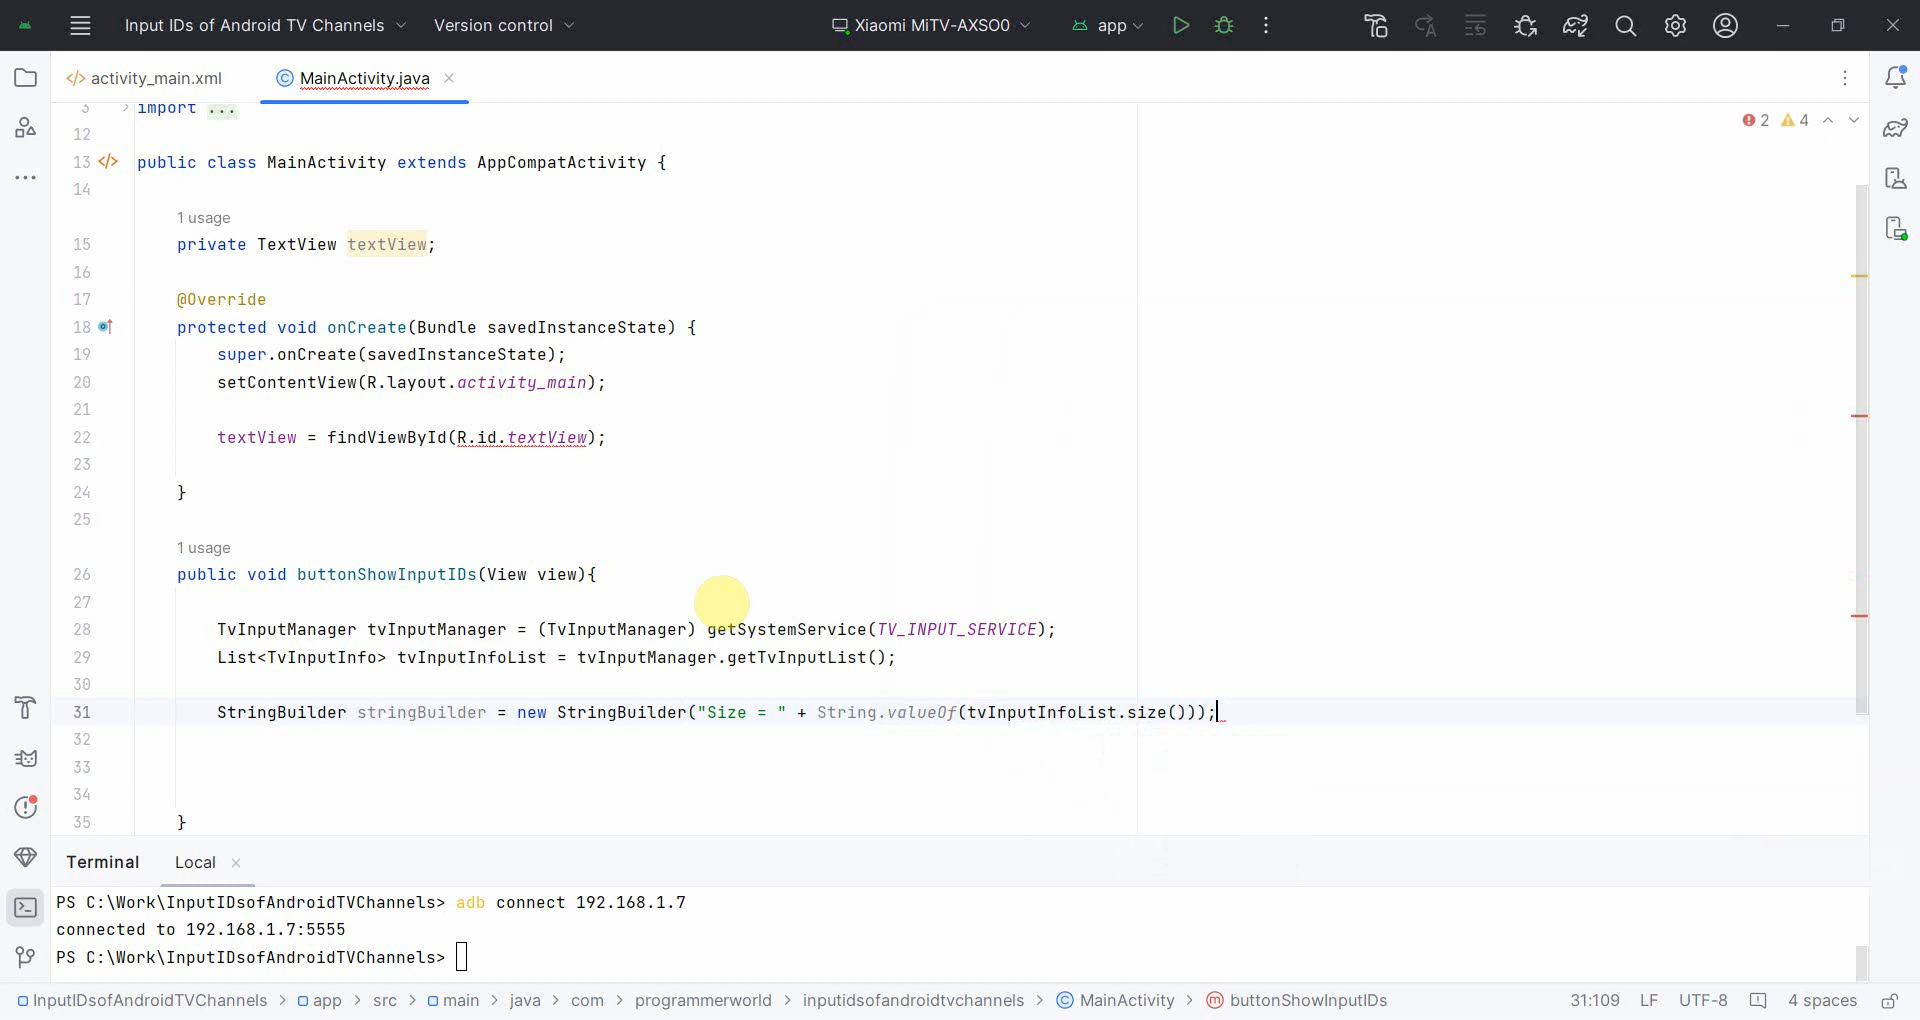 Input IDs of Android TV Channels Version control Xiaomi MiTV-AXSO0 app
</> activity_main.xml MainActivity.java
3 import ...
2 4
12
13 </> public class MainActivity extends AppCompatActivity {
14
1 usage
15 private TextView textView;
16
17 @Override
18 protected void onCreate(Bundle savedInstanceState) {
19 super.onCreate(savedInstanceState);
20 setContentView(R.layout.activity_main);
21
22 textView = findViewById(R.id.textView);
23
24 }
25
1 usage
26 public void buttonShowInputIDs(View view){
27
28 TvInputManager tvInputManager = (TvInputManager) getSystemService(TV_INPUT_SERVICE);
29 List<TvInputInfo> tvInputInfoList = tvInputManager.getTvInputList();
30
31 StringBuilder stringBuilder = new StringBuilder("Size = " + String.valueOf(tvInputInfoList.size()));
32
33
34
35 }
Terminal Local
PS C:\Work\InputIDsofAndroidTVChannels> adb connect 192.168.1.7
connected to 192.168.1.7:5555
PS C:\Work\InputIDsofAndroidTVChannels>
InputIDsofAndroidTVChannels > app > src > main > java > com > programmerworld > inputidsofandroidtvchannels > MainActivity > buttonShowInputIDs 31:109 LF UTF-8 4 spaces